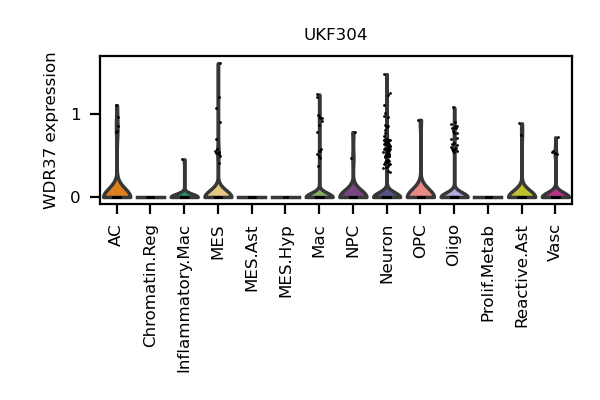 UKF304
WDR37 expression
1
0
AC
Chromatin.Reg
Inflammatory.Mac
MES
MES.Ast
MES.Hyp
Mac
NPC
Neuron
OPC
Oligo
Prolif.Metab
Reactive.Ast
Vasc